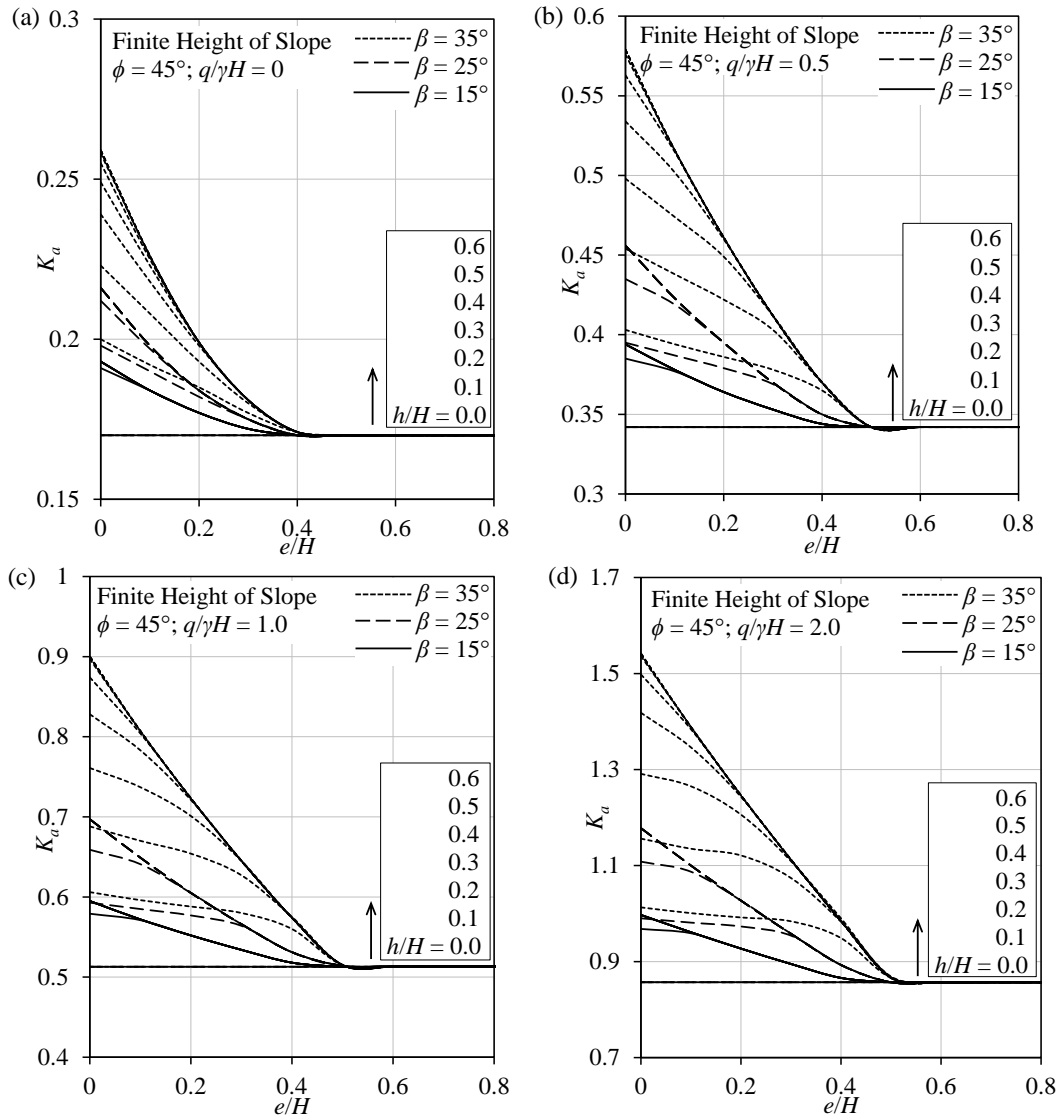 (a)
0.3
Finite Height of Slope
ϕ = 45°; q/γH = 0
β = 35°
β = 25°
β = 15°
0.25
Kₐ
0.2
0.15
0.6
0.5
0.4
0.3
0.2
0.1
h/H = 0.0
0 0.2 0.4 0.6 0.8
e/H
(b)
0.6
Finite Height of Slope
ϕ = 45°; q/γH = 0.5
β = 35°
β = 25°
β = 15°
0.55
0.5
0.45
Kₐ
0.4
0.35
0.3
0.6
0.5
0.4
0.3
0.2
0.1
h/H = 0.0
0 0.2 0.4 0.6 0.8
e/H
(c)
1
Finite Height of Slope
ϕ = 45°; q/γH = 1.0
β = 35°
β = 25°
β = 15°
0.9
0.8
0.7
Kₐ
0.6
0.5
0.4
0.6
0.5
0.4
0.3
0.2
0.1
h/H = 0.0
0 0.2 0.4 0.6 0.8
e/H
(d)
1.7
Finite Height of Slope
ϕ = 45°; q/γH = 2.0
β = 35°
β = 25°
β = 15°
1.5
1.3
Kₐ
1.1
0.9
0.7
0.6
0.5
0.4
0.3
0.2
0.1
h/H = 0.0
0 0.2 0.4 0.6 0.8
e/H